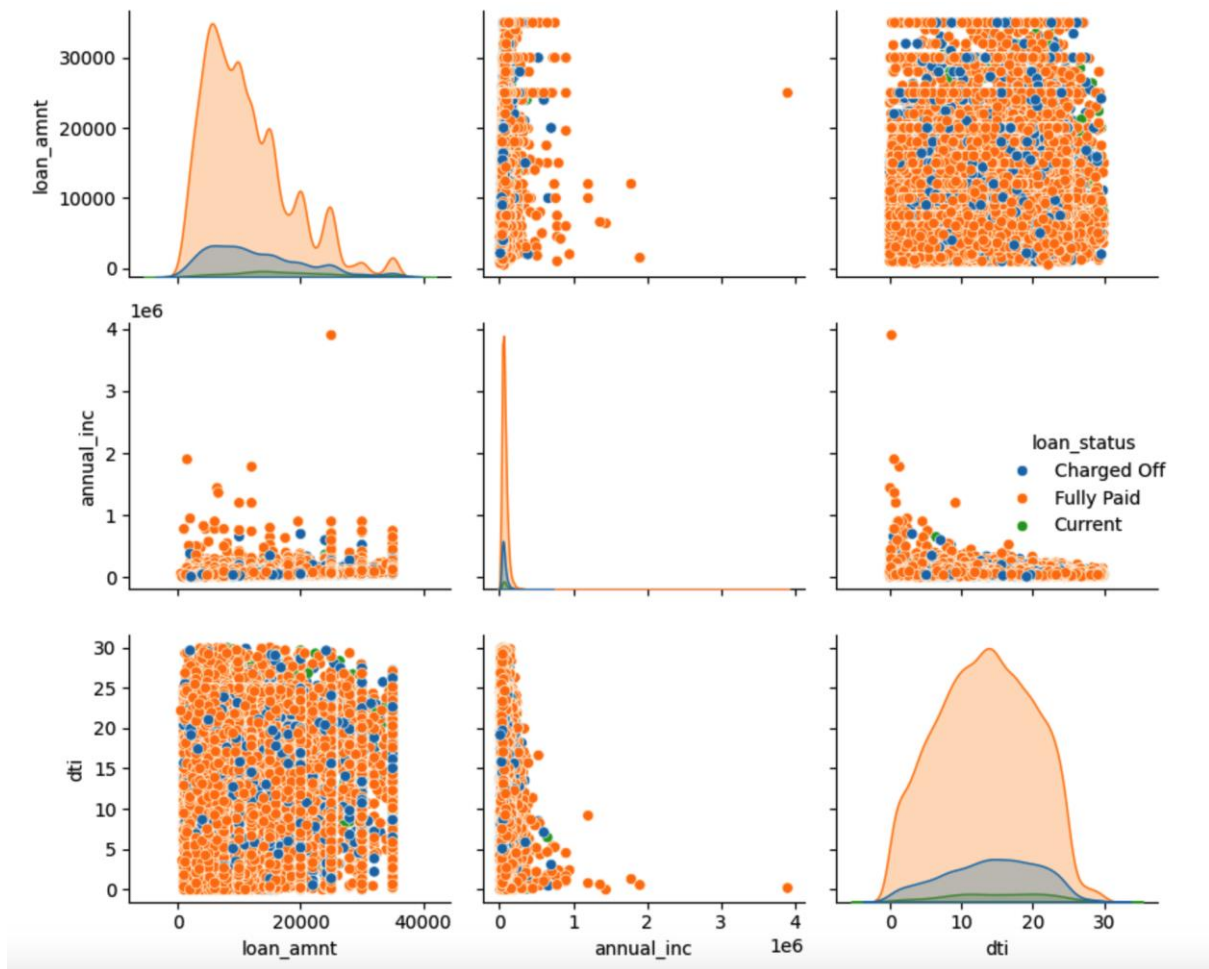 loan_amnt
30000
20000
10000
0
1e6
annual_inc
4
3
2
1
0
loan_status
Charged Off
Fully Paid
Current
dti
30
25
20
15
10
5
0
0 20000 40000
loan_amnt
0 1 2 3 4
annual_inc 1e6
0 10 20 30
dti